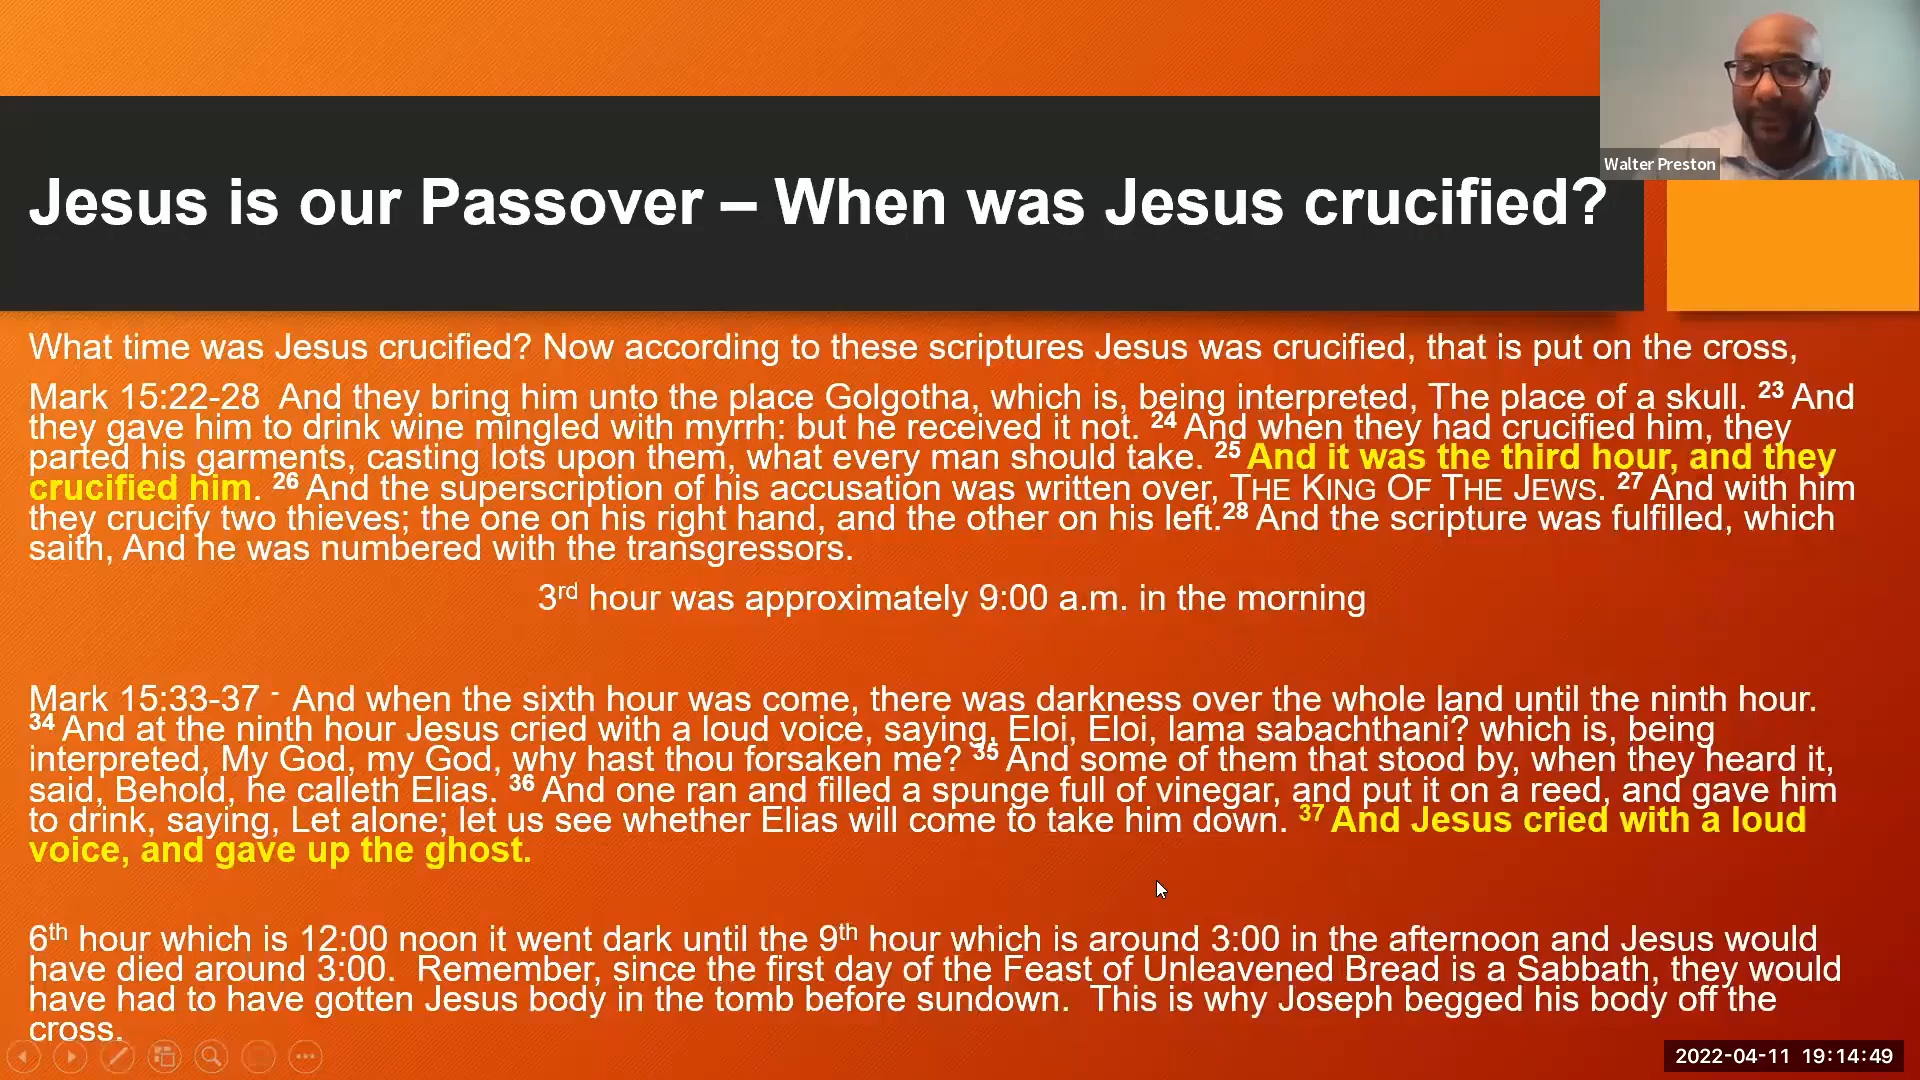 Walter Preston
Jesus is our Passover – When was Jesus crucified?
What time was Jesus crucified? Now according to these scriptures Jesus was crucified, that is put on the cross,
Mark 15:22-28 And they bring him unto the place Golgotha, which is, being interpreted, The place of a skull. 23 And
they gave him to drink wine mingled with myrrh: but he received it not. 24 And when they had crucified him, they
parted his garments, casting lots upon them, what every man should take. 25 And it was the third hour, and they
crucified him. 26 And the superscription of his accusation was written over, THE KING OF THE JEWS. 27 And with him
they crucify two thieves; the one on his right hand, and the other on his left.28 And the scripture was fulfilled, which
saith, And he was numbered with the transgressors.
3rd hour was approximately 9:00 a.m. in the morning
Mark 15:33-37 - And when the sixth hour was come, there was darkness over the whole land until the ninth hour.
34 And at the ninth hour Jesus cried with a loud voice, saying, Eloi, Eloi, lama sabachthani? which is, being
interpreted, My God, my God, why hast thou forsaken me? 35 And some of them that stood by, when they heard it,
said, Behold, he calleth Elias. 36 And one ran and filled a spunge full of vinegar, and put it on a reed, and gave him
to drink, saying, Let alone; let us see whether Elias will come to take him down. 37 And Jesus cried with a loud
voice, and gave up the ghost.
6th hour which is 12:00 noon it went dark until the 9th hour which is around 3:00 in the afternoon and Jesus would
have died around 3:00. Remember, since the first day of the Feast of Unleavened Bread is a Sabbath, they would
have had to have gotten Jesus body in the tomb before sundown. This is why Joseph begged his body off the
cross.
2022-04-11 19:14:49